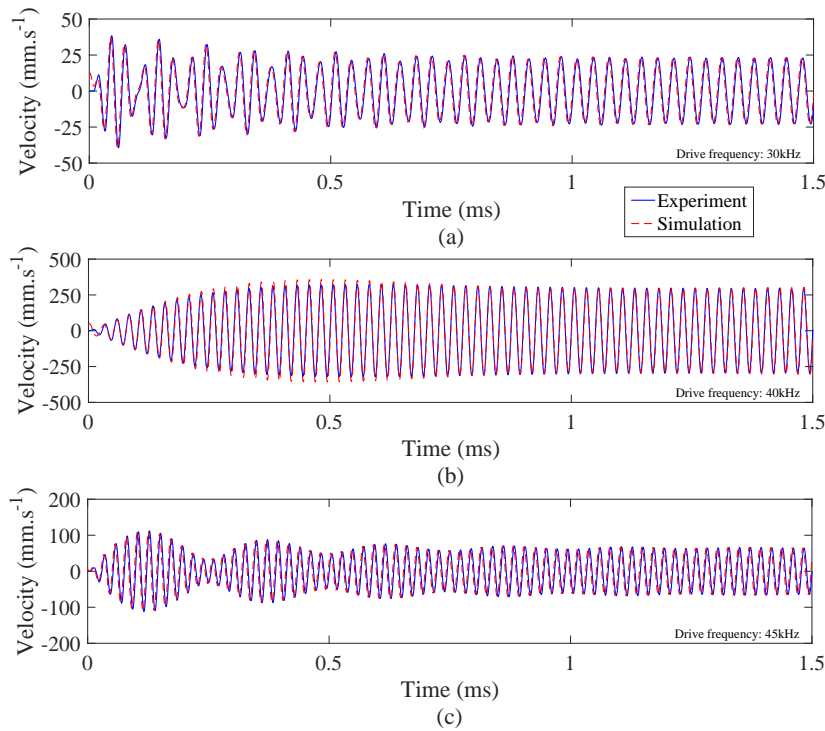 50
25
0
-25
-50
Velocity (mm.s-1)
Drive frequency: 30kHz
0 0.5 1 1.5
Time (ms)
(a)
Experiment
Simulation
500
250
0
-250
-500
Velocity (mm.s-1)
Drive frequency: 40kHz
0 0.5 1 1.5
Time (ms)
(b)
200
100
0
-100
-200
Velocity (mm.s-1)
Drive frequency: 45kHz
0 0.5 1 1.5
Time (ms)
(c)